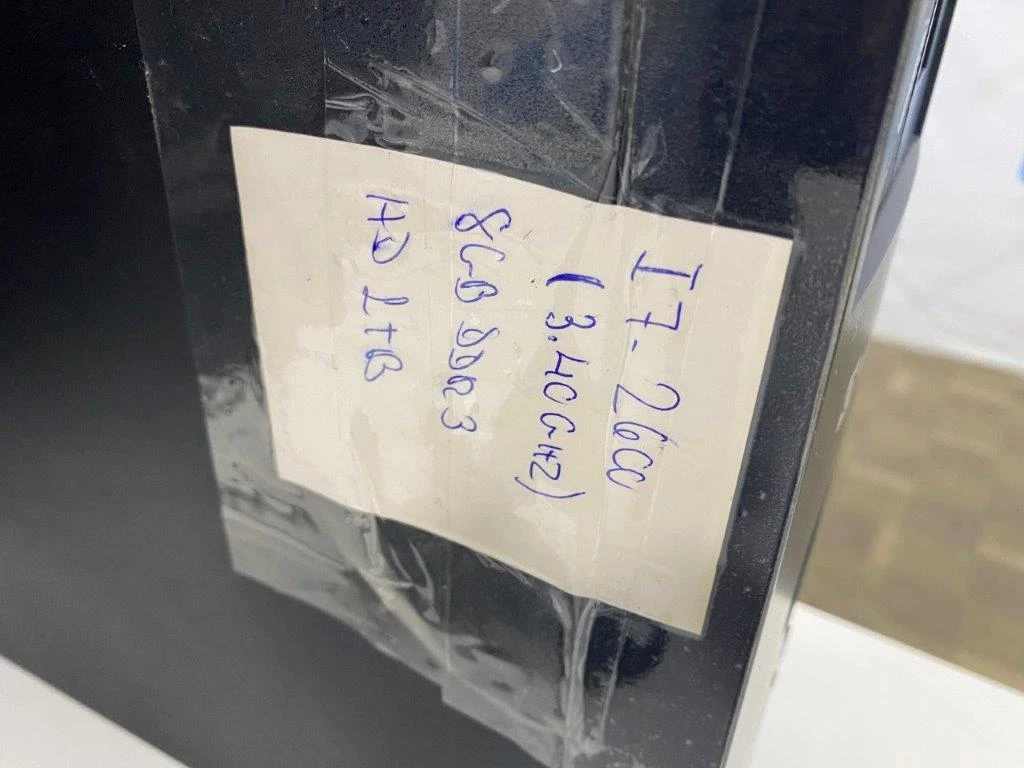 I7-2600
(3.40GHz)
8GB DDR3
HD 1TB